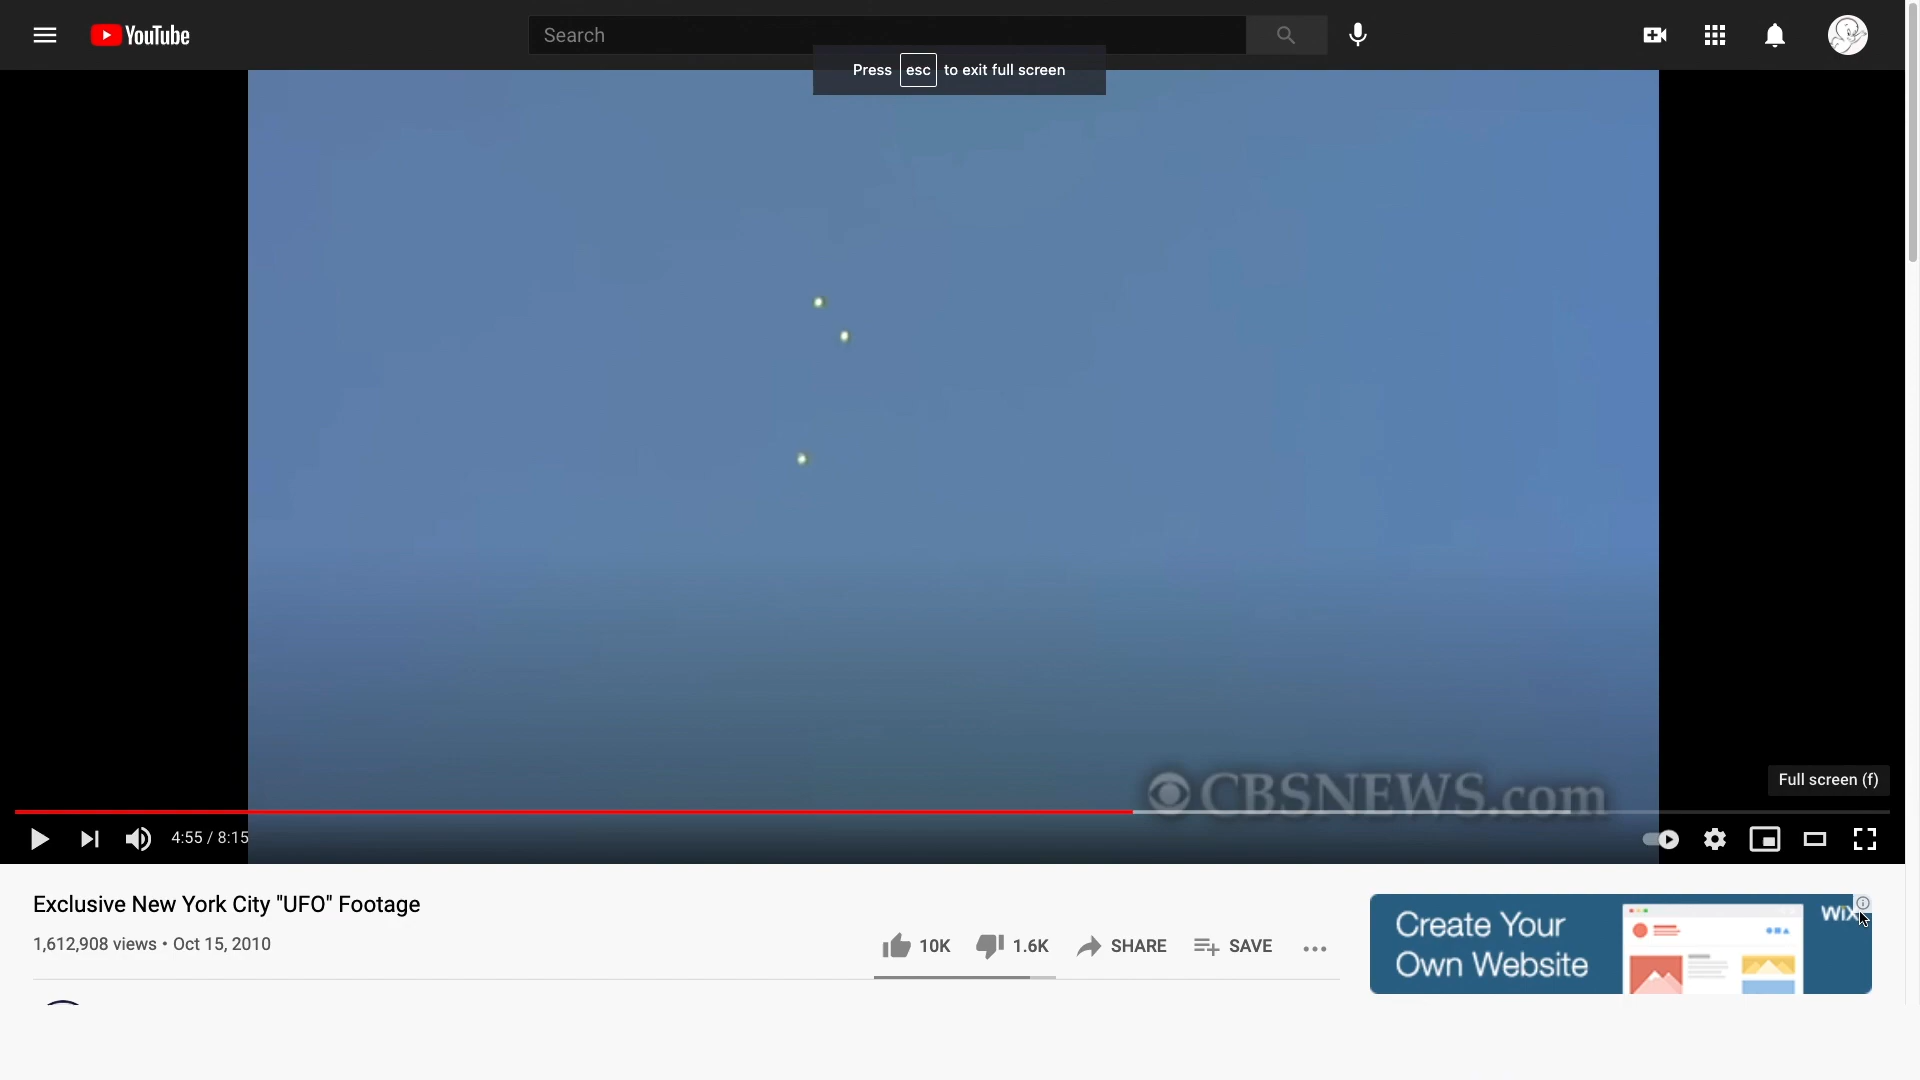 YouTube
Search
Press esc to exit full screen
CBSNEWS.com
Full screen (f)
4:55 / 8:15
Exclusive New York City "UFO" Footage
1,612,908 views • Oct 15, 2010
10K
1.6K
SHARE
SAVE
Create Your
Own Website
WiX